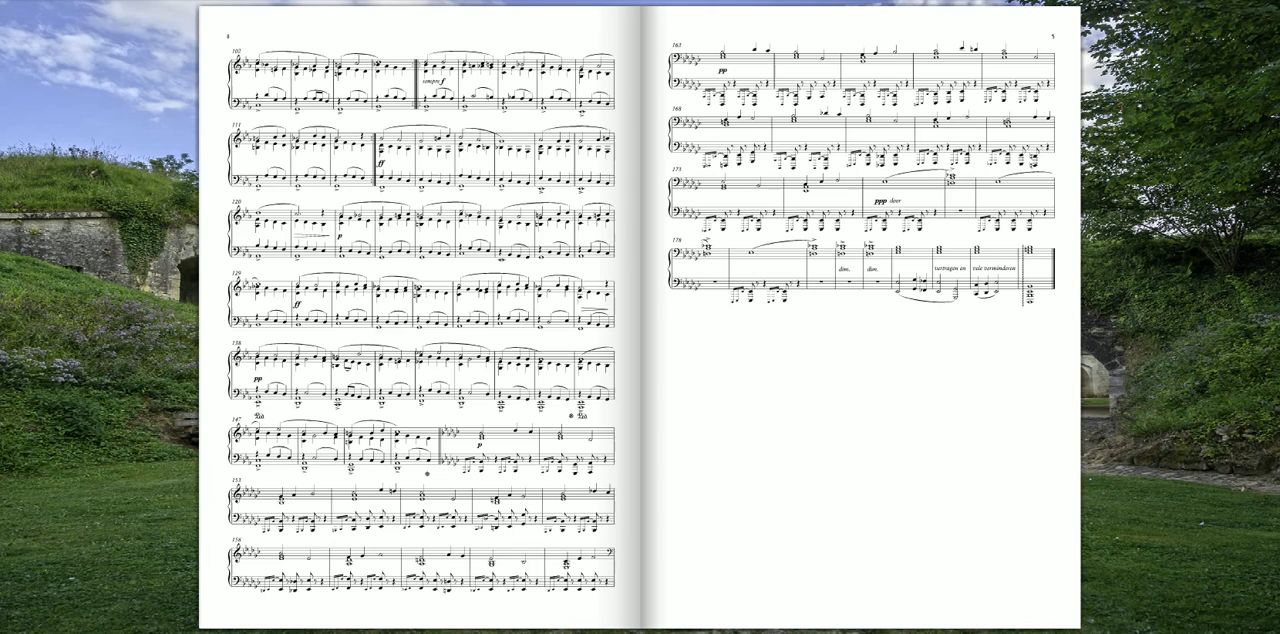 4
102
sempre f
111
ff
120
p
129
ff
138
pp
147
p
153
158
5
163
pp
168
173
ppp
178
dim.
dim.
vertragen en
vele verminderen